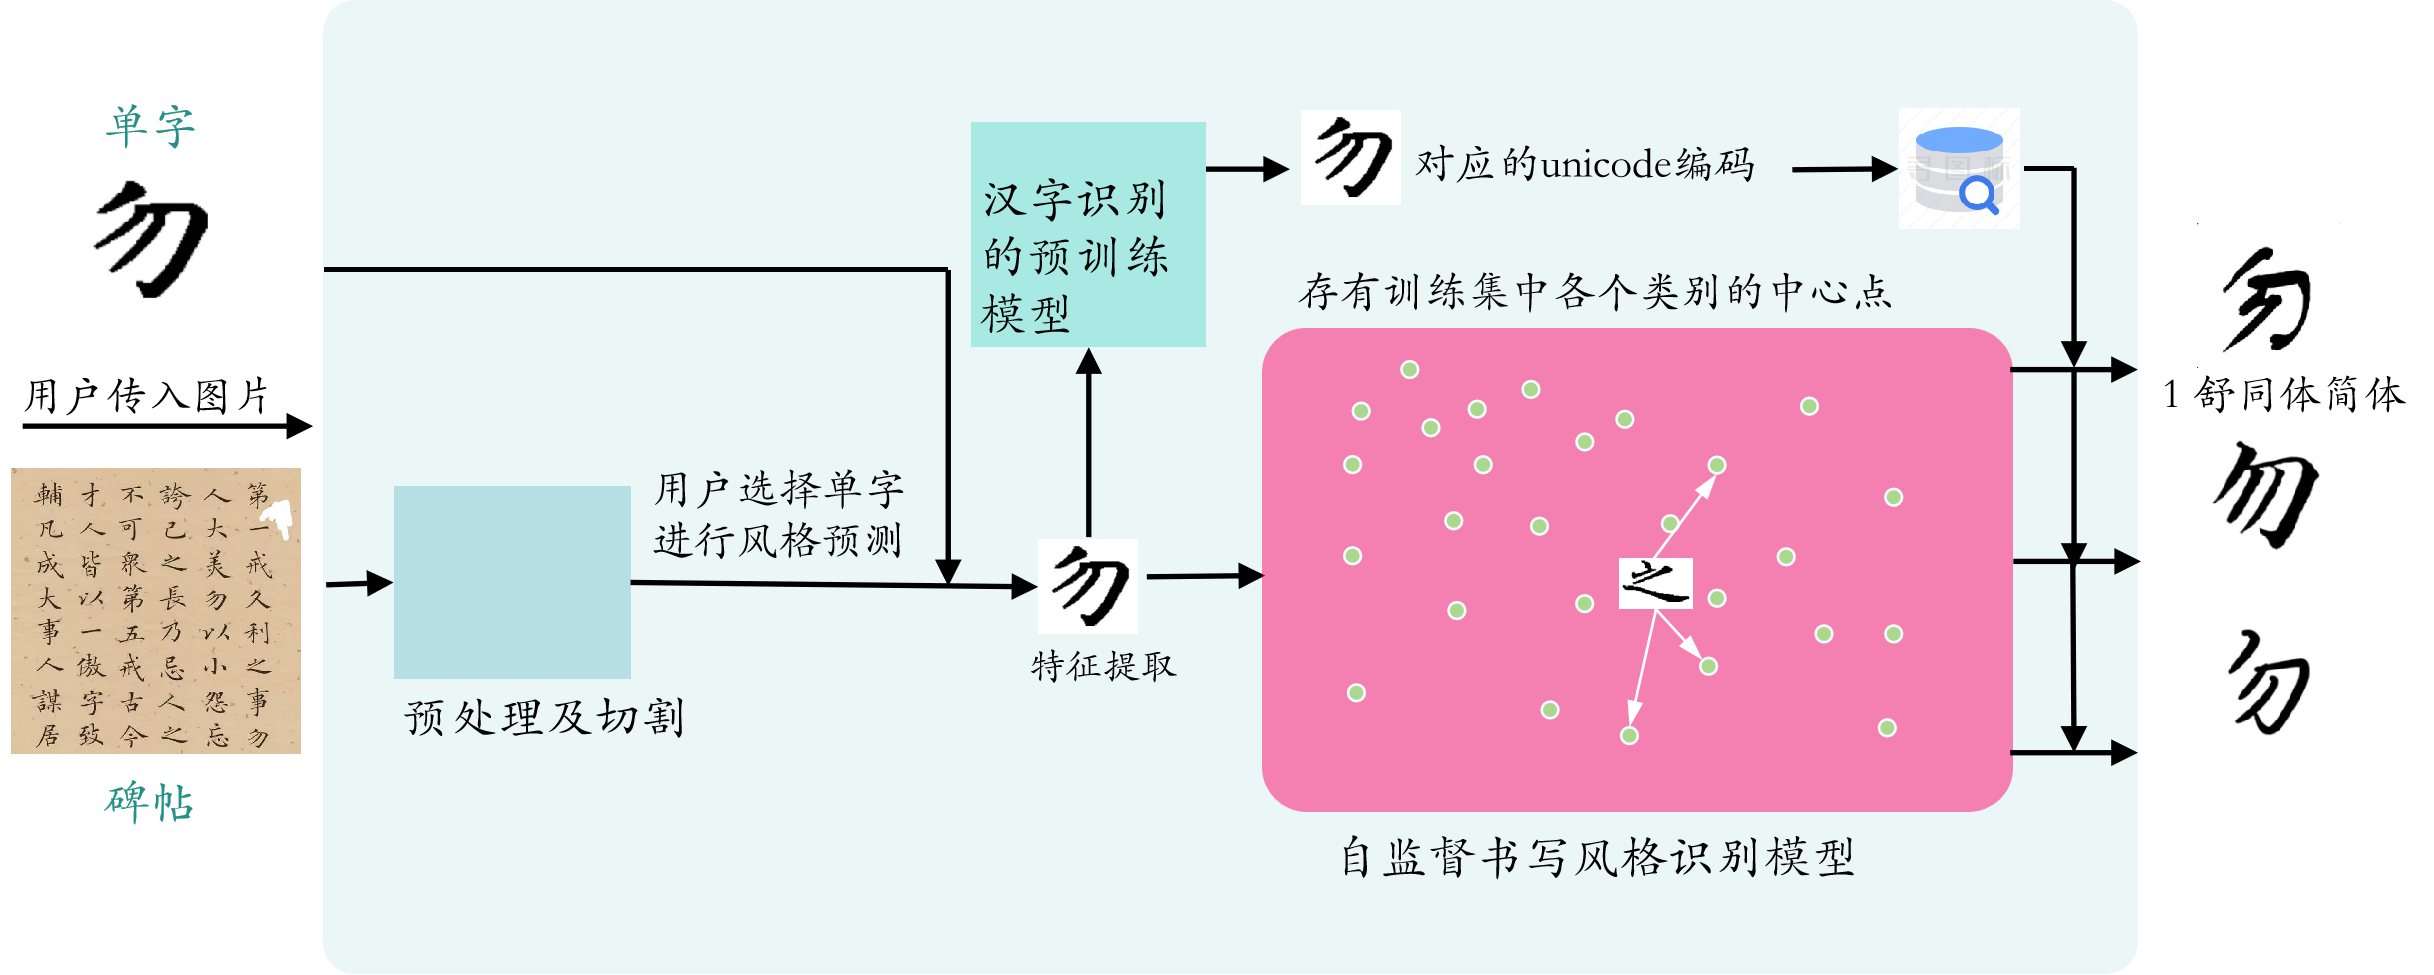 单字
勿
用户传入图片
第一戒久利之事勿
人大美勿以小怨忘
誇己之長乃忌人之
不可衆第五戒古今
才人皆以一傲字致
輔凡成大事人謀居
碑帖
预处理及切割
用户选择单字
进行风格预测
勿
特征提取
汉字识别
的预训练
模型
勿 对应的unicode编码
寻图标
存有训练集中各个类别的中心点
之
自监督书写风格识别模型
勿
1 舒同体简体
勿
勿